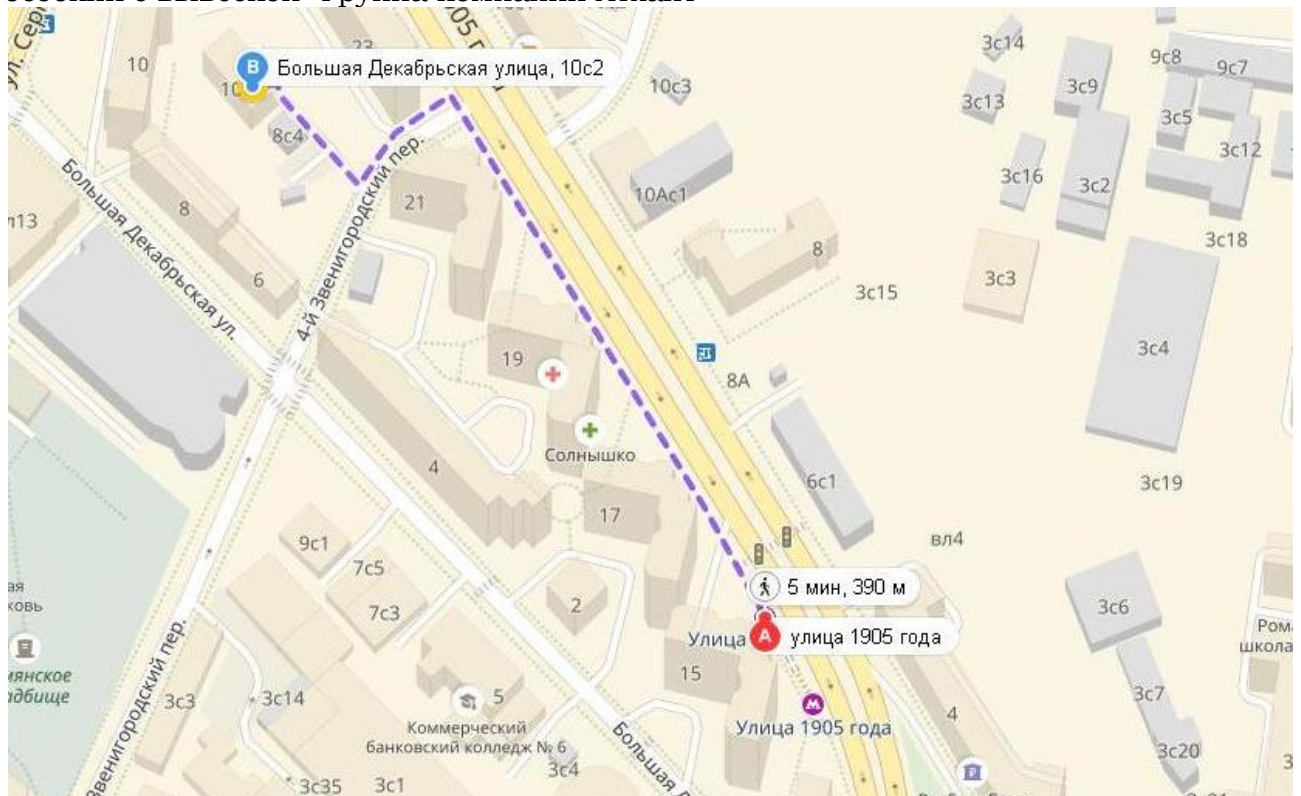 ул. Сер
10
23
1905 г
В Большая Декабрьская улица, 10с2
10с3
3с14
9с8
9с7
3с9
3с13
3с5
3с12
8с4
3с16
3с2
10Ас1
21
4-й Звенигородский пер.
Большая Декабрьская ул.
8
6
8
3с18
3с3
3с15
3с4
19
8А
Солнышко
4
6с1
3с19
17
9с1
7с5
7с3
вл4
5 мин, 390 м
2
3с6
Улица
А улица 1905 года
15
3с7
3с3
3с14
5
Коммерческий
банковский колледж № 6
Улица 1905 года
4
3с20
3с4
3с35
3с1
Звенигородский пер.
Большая